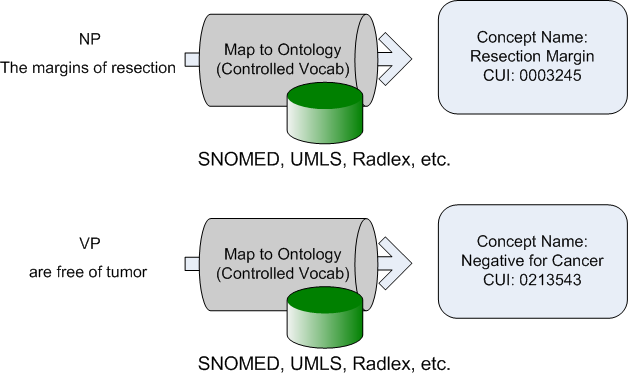 NP
The margins of resection
Map to Ontology
(Controlled Vocab)
Concept Name:
Resection Margin
CUI: 0003245
SNOMED, UMLS, Radlex, etc.
VP
are free of tumor
Map to Ontology
(Controlled Vocab)
Concept Name:
Negative for Cancer
CUI: 0213543
SNOMED, UMLS, Radlex, etc.